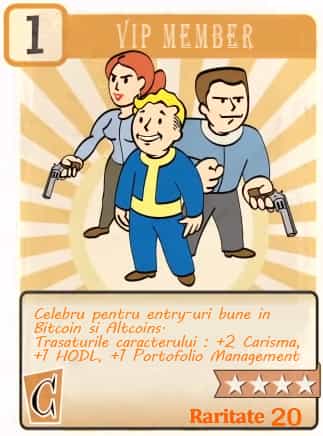 1
VIP MEMBER
Celebru pentru entry-uri bune in
Bitcoin si Altcoins.
Trasaturile caracterului : +2 Carisma,
+1 HODL, +1 Portofolio Management
C
Raritate 20